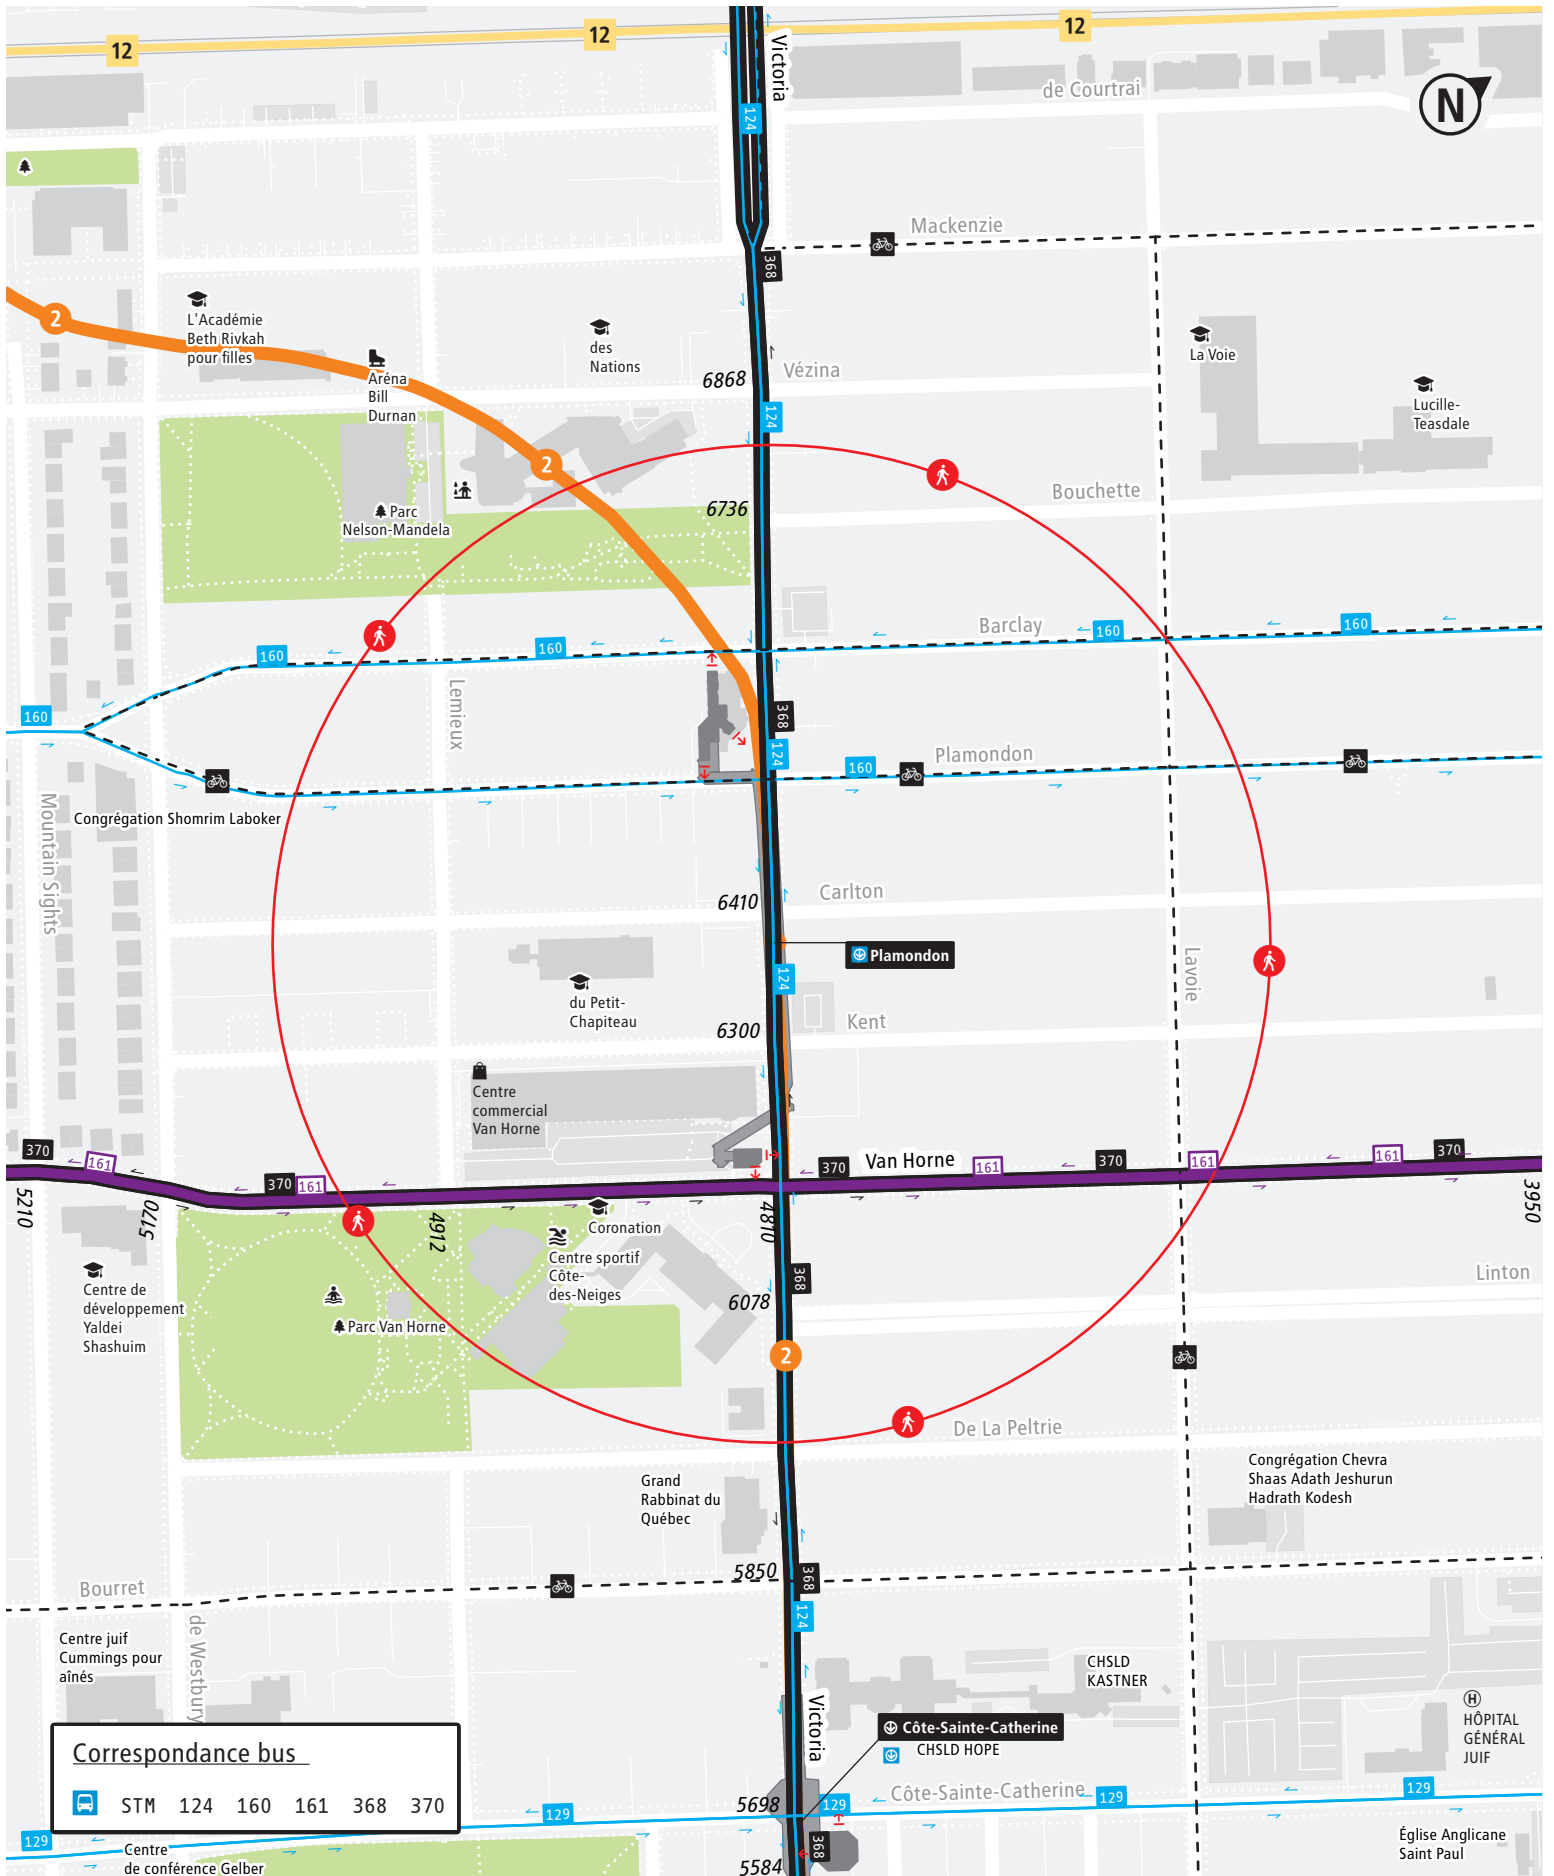 12
12
12
Victoria
de Courtrai
N
124
Mackenzie
368
2
L'Académie
Beth Rivkah
pour filles
des
Nations
La Voie
Aréna
Bill
Durnan
6868
Vézina
Lucille-
Teasdale
124
2
Bouchette
6736
Parc
Nelson-Mandela
Barclay
160
160
160
160
160
Lemieux
368
124
Plamondon
160
Mountain Sights
Congrégation Shomrim Laboker
Carlton
6410
Plamondon
Lavoie
124
du Petit-
Chapiteau
Kent
6300
Centre
commercial
Van Horne
370
161
370
161
370
Van Horne
161
370
161
161
370
5210
5170
4912
4810
3950
Coronation
Centre sportif
Côte-
des-Neiges
Centre de
développement
Yaldei
Shashuim
368
Linton
6078
Parc Van Horne
2
De La Peltrie
Grand
Rabbinat du
Québec
Congrégation Chevra
Shaas Adath Jeshurun
Hadrath Kodesh
5850
368
Bourret
124
de Westbury
Centre juif
Cummings pour
aînés
CHSLD
KASTNER
Victoria
H
HÔPITAL
GÉNÉRAL
JUIF
Côte-Sainte-Catherine
CHSLD HOPE
Correspondance bus
STM 124 160 161 368 370
Côte-Sainte-Catherine
5698
129
129
129
129
129
368
Église Anglicane
Saint Paul
Centre
de conférence Gelber
5584